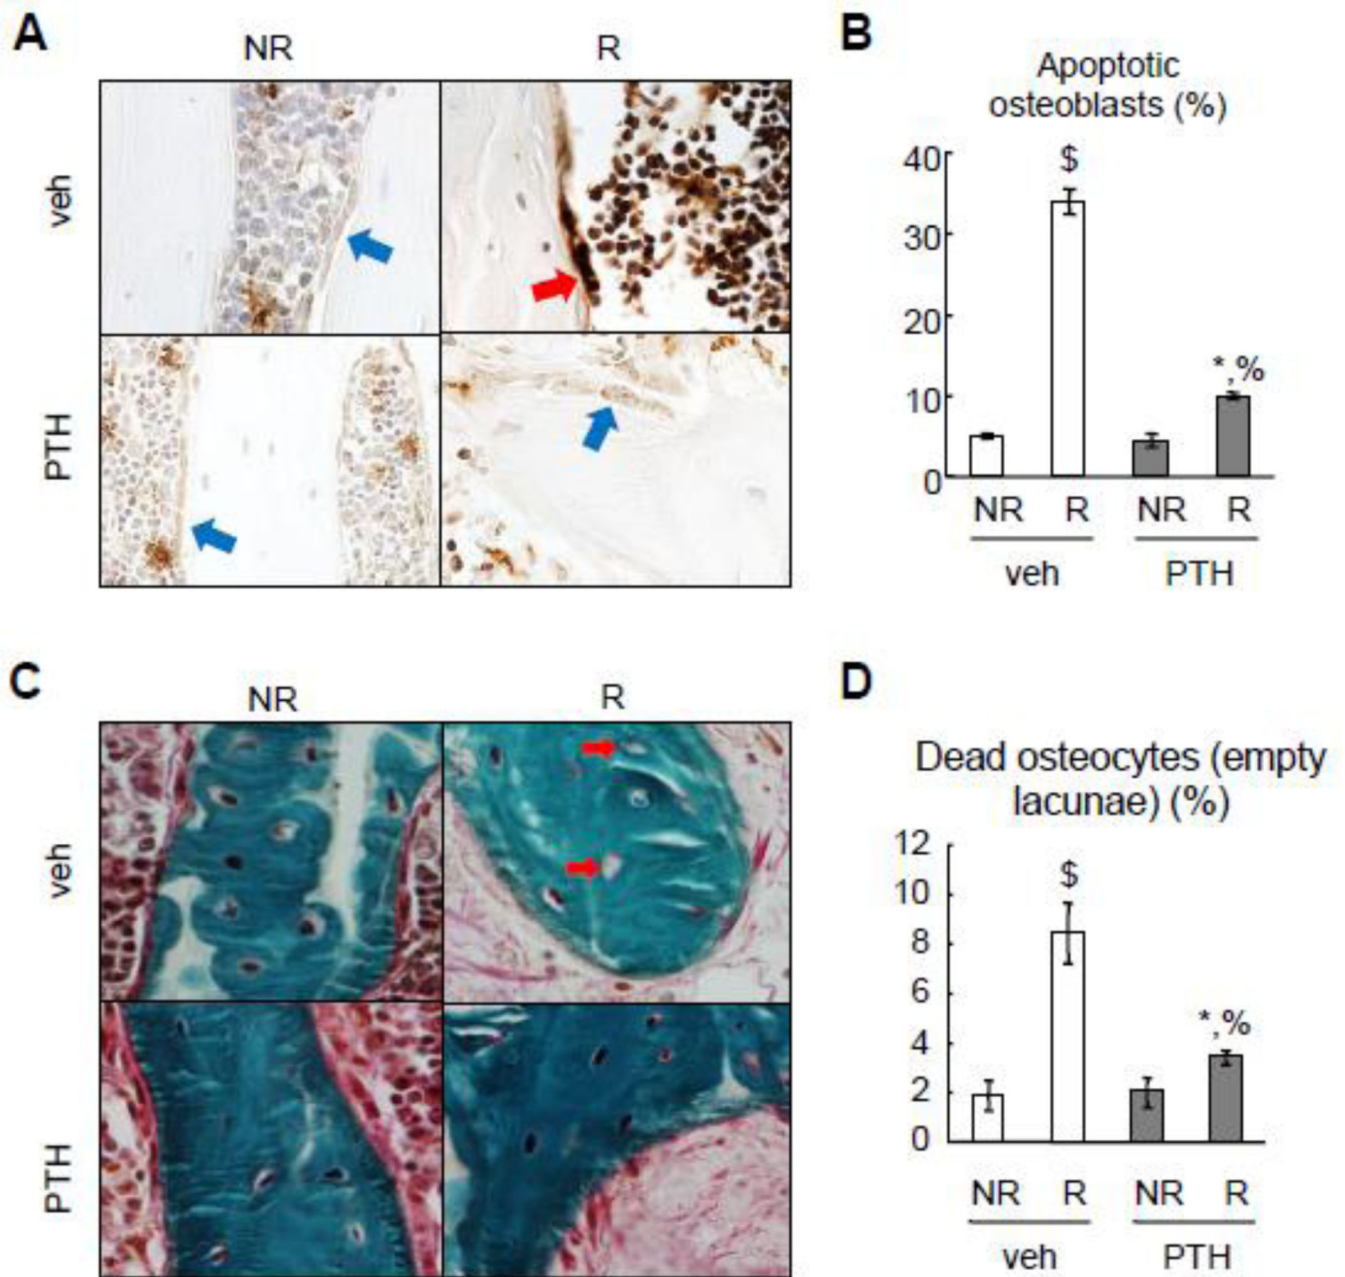 A
NR R
veh
PTH
B
Apoptotic
osteoblasts (%)
40
30
20
10
0
$
*,%
NR R NR R
veh PTH
C
NR R
veh
PTH
D
Dead osteocytes (empty
lacunae) (%)
12
10
8
6
4
2
0
$
*,%
NR R NR R
veh PTH